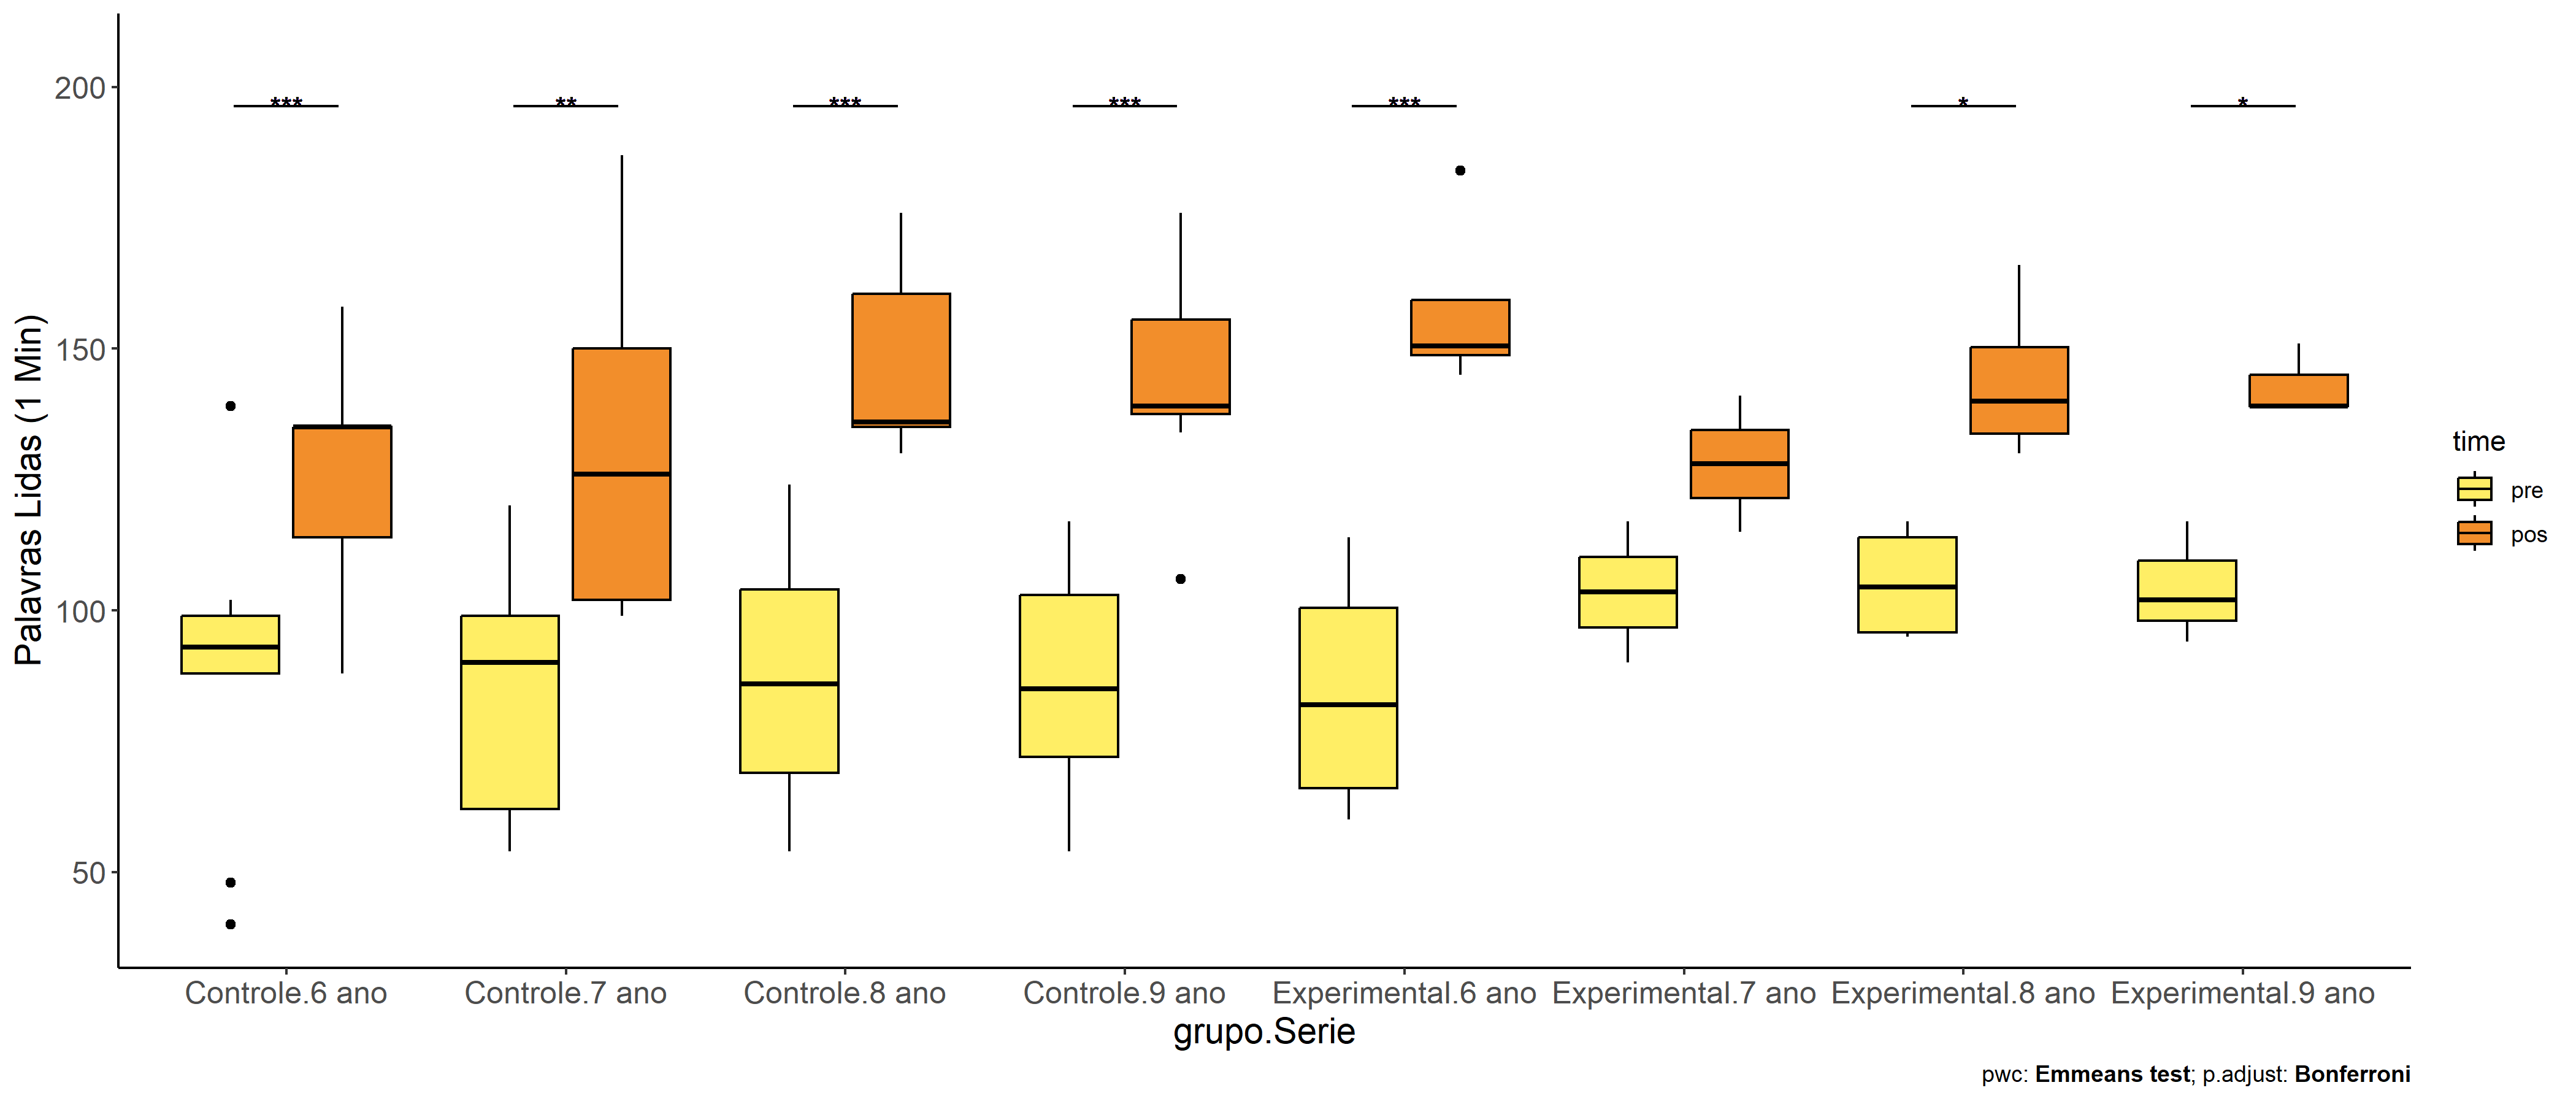 Palavras Lidas (1 Min)
200
150
100
50
***
**
***
***
***
*
*
Controle.6 ano
Controle.7 ano
Controle.8 ano
Controle.9 ano
Experimental.6 ano
Experimental.7 ano
Experimental.8 ano
Experimental.9 ano
grupo.Serie
time
pre
pos
pwc: Emmeans test; p.adjust: Bonferroni